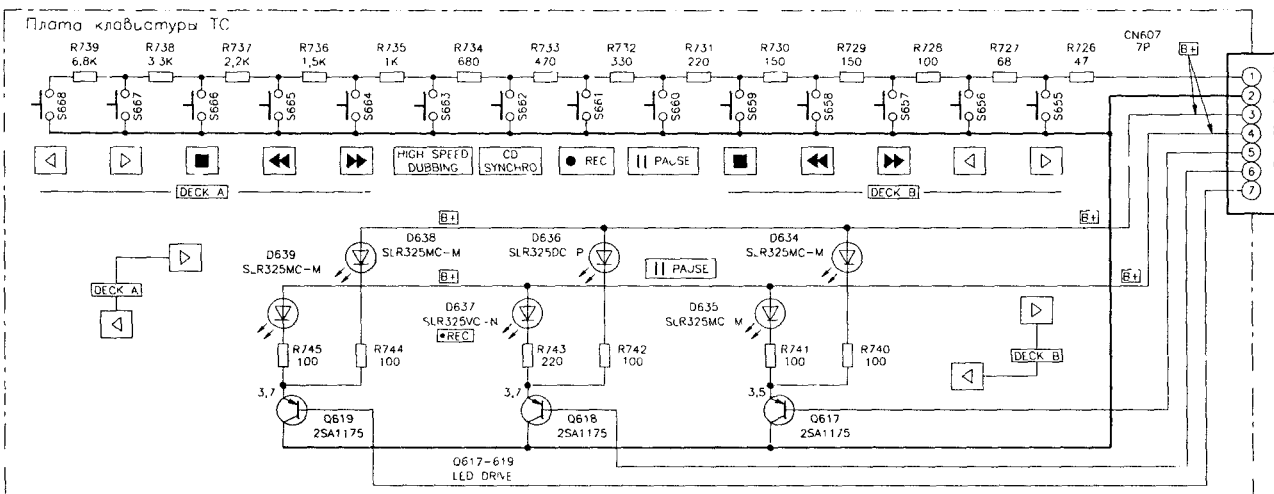 Плата клавиатуры ТС
R739 R738 R737 R736 R735 R734 R733 R732 R731 R730 R729 R728 R727 R726 CN607
6.8K 3.3K 2,2K 1,5K 1K 680 470 330 220 150 150 100 68 47 7P B+
S668 S667 S666 S665 S664 S663 S662 S661 S660 S659 S658 S657 S656 S655
1
2
3
4
5
6
7
HIGH SPEED DUBBING
CD SYNCHRO
● REC
|| PAUSE
DECK A
DECK B
B+
B+
D638
SLR325MC-M
D636
SLR325DC P
D634
SLR325MC-M
D639
SLR325MC-M
B+
|| PAUSE
B+
DECK A
D637
SLR325VC-N
●REC
D635
SLR325MC M
R745
100
R744
100
R743
220
R742
100
R741
100
R740
100
DECK B
3,7
3,7
3,5
Q619
2SA1175
Q618
2SA1175
Q617
2SA1175
Q617-619
LED DRIVE